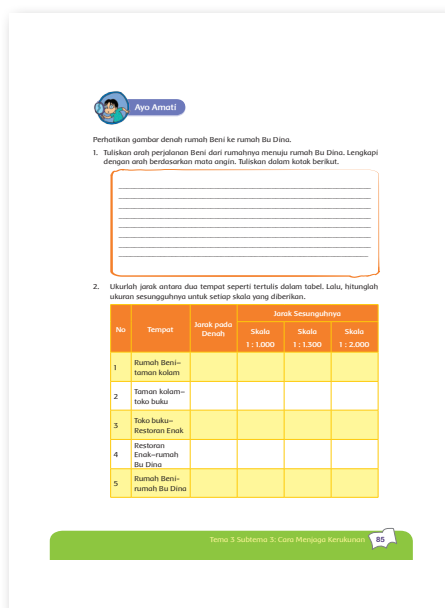 Ayo Amati
Perhatikan gambar denah rumah Beni ke rumah Bu Dina.
1. Tuliskan arah perjalanan Beni dari rumahnya menuju rumah Bu Dina. Lengkapi
dengan arah berdasarkan mata angin. Tuliskan dalam kotak berikut.
2. Ukurlah jarak antara dua tempat seperti tertulis dalam tabel. Lalu, hitunglah
ukuran sesungguhnya untuk setiap skala yang diberikan.
No
Tempat
Jarak pada
Denah
Jarak Sesungguhnya
Skala
1 : 1.000
Skala
1 : 1.300
Skala
1 : 2.000
1
Rumah Beni–
taman kolam
2
Taman kolam–
toko buku
3
Toko buku–
Restoran Enak
4
Restoran
Enak–rumah
Bu Dina
5
Rumah Beni-
rumah Bu Dina
Tema 3 Subtema 3: Cara Menjaga Kerukunan
85